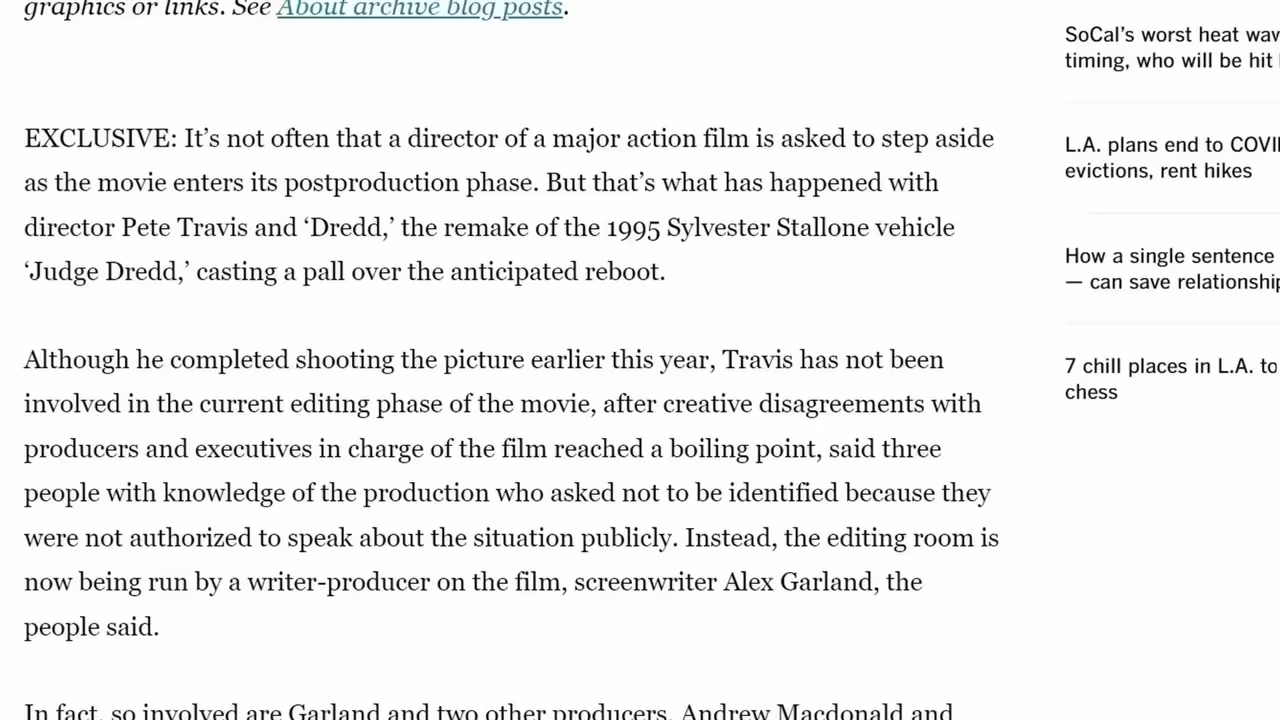 graphics or links. See About archive blog posts.
EXCLUSIVE: It’s not often that a director of a major action film is asked to step aside
as the movie enters its postproduction phase. But that’s what has happened with
director Pete Travis and ‘Dredd,’ the remake of the 1995 Sylvester Stallone vehicle
‘Judge Dredd,’ casting a pall over the anticipated reboot.
Although he completed shooting the picture earlier this year, Travis has not been
involved in the current editing phase of the movie, after creative disagreements with
producers and executives in charge of the film reached a boiling point, said three
people with knowledge of the production who asked not to be identified because they
were not authorized to speak about the situation publicly. Instead, the editing room is
now being run by a writer-producer on the film, screenwriter Alex Garland, the
people said.
In fact, so involved are Garland and two other producers, Andrew Macdonald and
SoCal’s worst heat
timing, who will be hit
L.A. plans end to
evictions, rent hikes
How a single sentence
— can save
7 chill places in L.A. to
chess